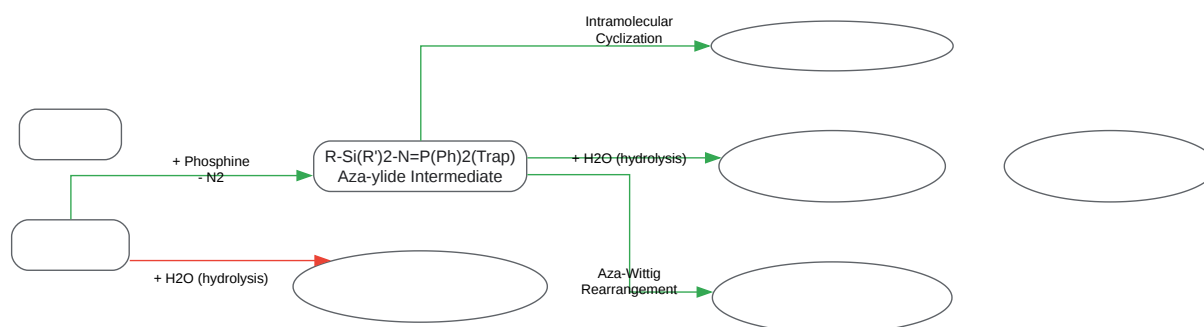 Intramolecular
Cyclization
+ Phosphine
- N2
R-Si(R')2-N=P(Ph)2(Trap)
Aza-ylide Intermediate
+ H2O (hydrolysis)
+ H2O (hydrolysis)
Aza-Wittig
Rearrangement